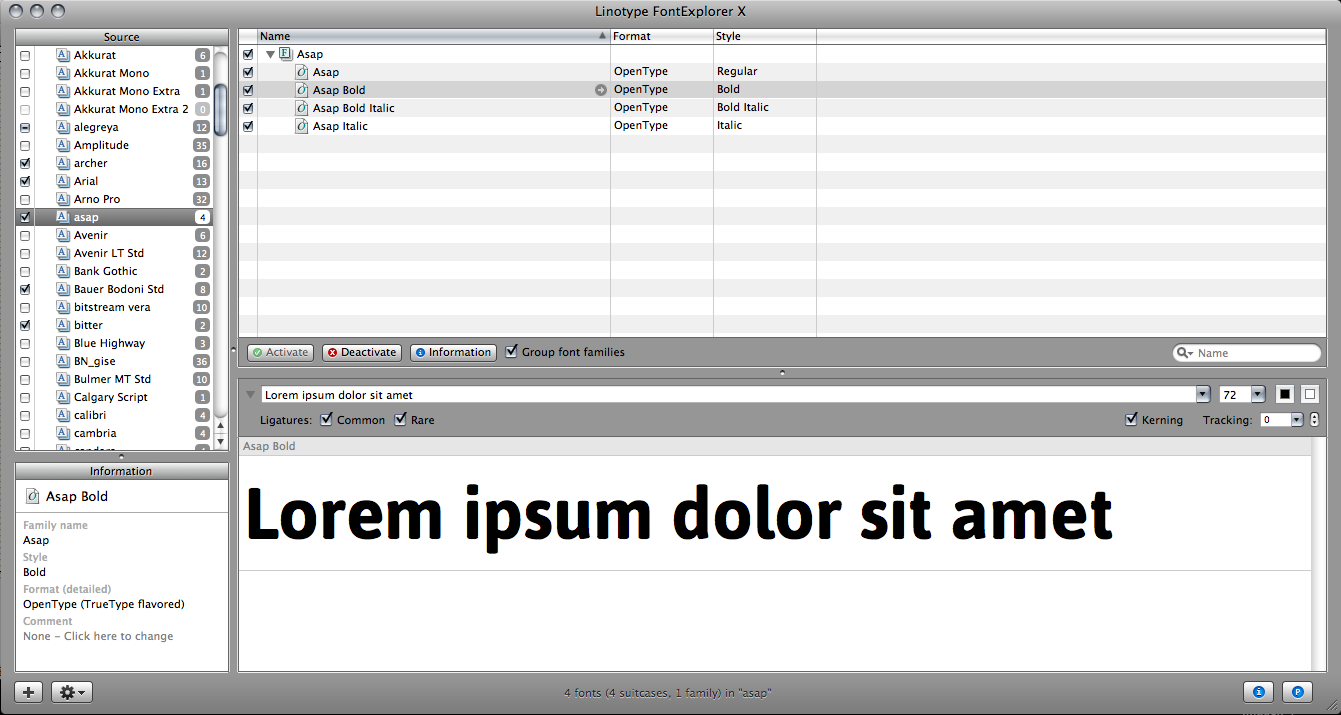 Linotype FontExplorer X
Source
Akkurat 6
Akkurat Mono 1
Akkurat Mono Extra 1
Akkurat Mono Extra 2 0
alegreya 12
Amplitude 35
archer 16
Arial 13
Arno Pro 32
asap 4
Avenir 6
Avenir LT Std 12
Bank Gothic 2
Bauer Bodoni Std 8
bitstream vera 10
bitter 2
Blue Highway 3
BN_gise 36
Bulmer MT Std 10
Calgary Script 1
calibri 4
cambria 4
Name Format Style
Asap
Asap OpenType Regular
Asap Bold OpenType Bold
Asap Bold Italic OpenType Bold Italic
Asap Italic OpenType Italic
Activate Deactivate Information Group font families Name
Lorem ipsum dolor sit amet 72
Ligatures: Common Rare Kerning Tracking: 0
Asap Bold
Lorem ipsum dolor sit amet
Information
Asap Bold
Family name
Asap
Style
Bold
Format (detailed)
OpenType (TrueType flavored)
Comment
None – Click here to change
4 fonts (4 suitcases, 1 family) in "asap"